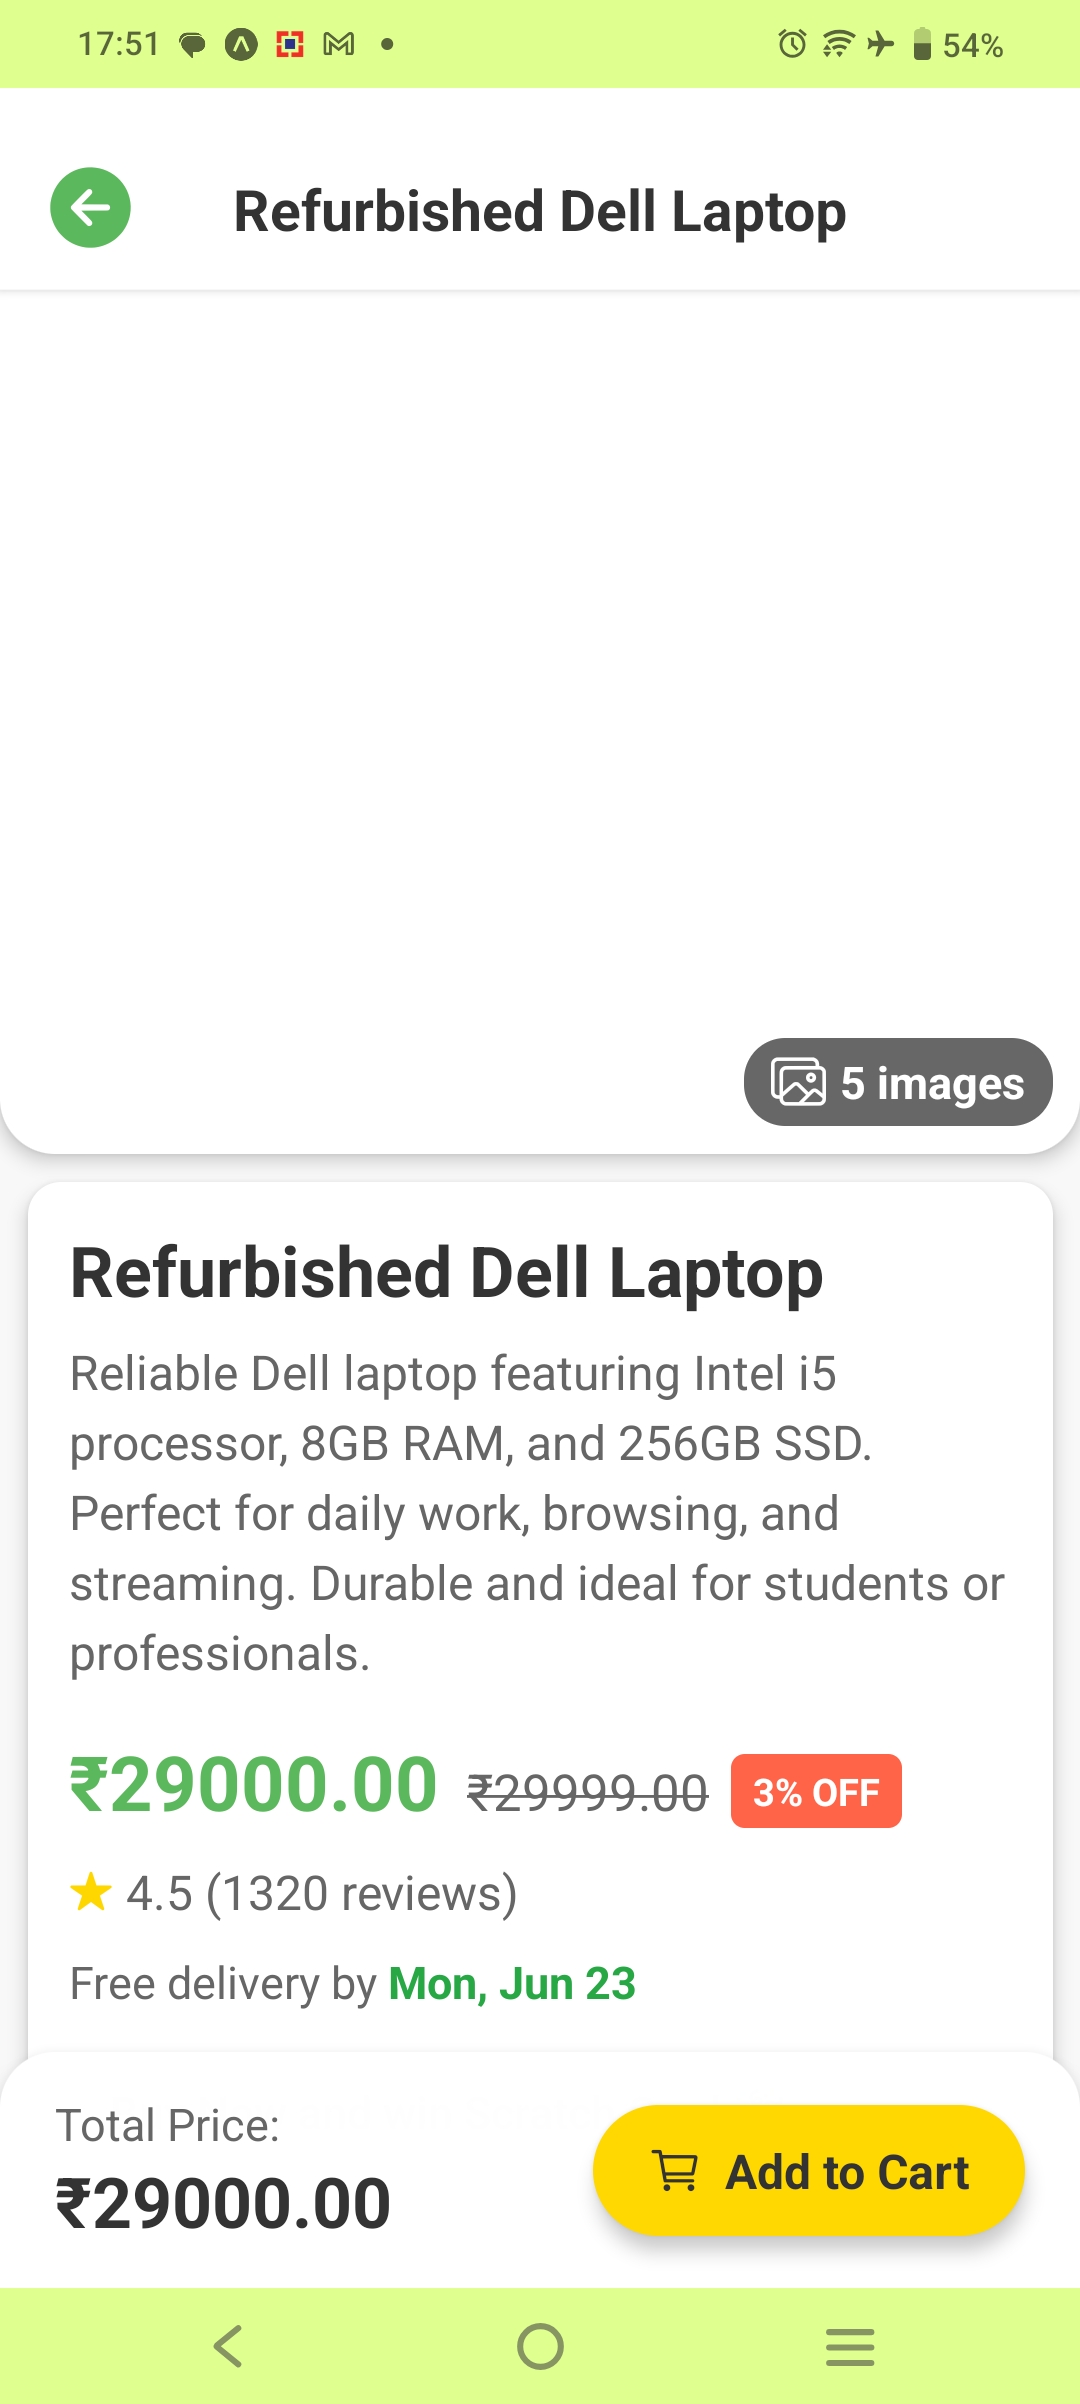 17:51
54%
Refurbished Dell Laptop
5 images
Refurbished Dell Laptop
Reliable Dell laptop featuring Intel i5
processor, 8GB RAM, and 256GB SSD.
Perfect for daily work, browsing, and
streaming. Durable and ideal for students or
professionals.
₹29000.00 ₹29999.00 3% OFF
4.5 (1320 reviews)
Free delivery by Mon, Jun 23
Total Price:
₹29000.00
Add to Cart